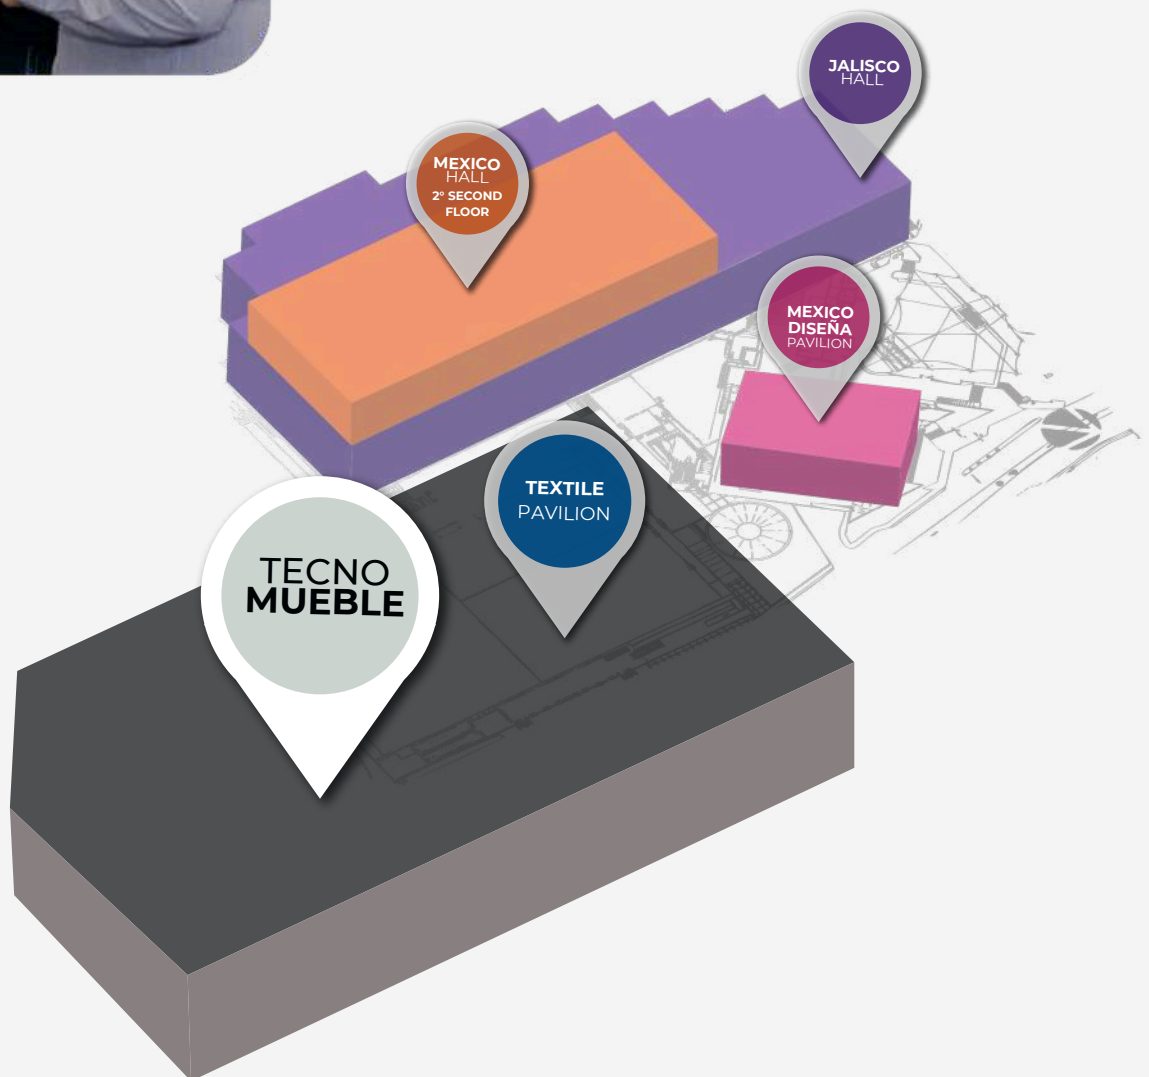 JALISCO
HALL
MEXICO
HALL
2° SECOND
FLOOR
MEXICO
DISEÑA
PAVILION
TEXTILE
PAVILION
TECNO
MUEBLE